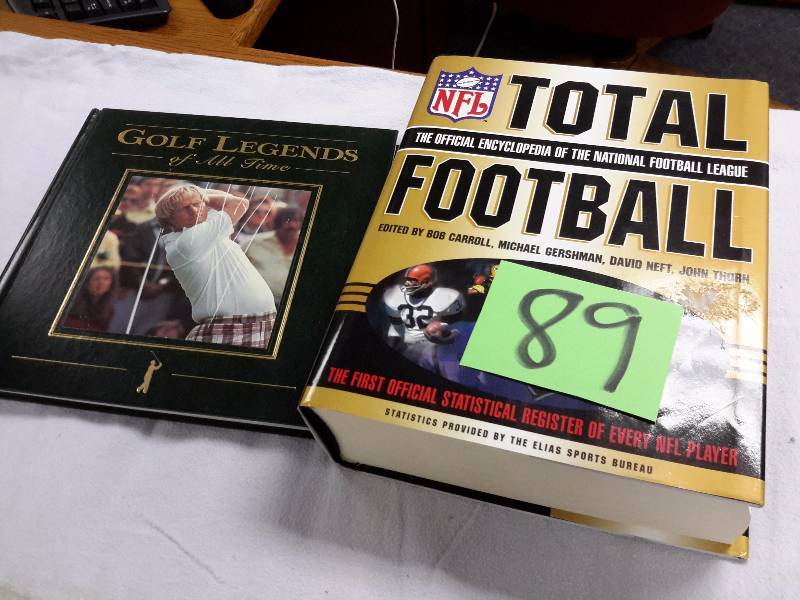 GOLF LEGENDS
of All Time
NFL
TOTAL
THE OFFICIAL ENCYCLOPEDIA OF THE NATIONAL FOOTBALL LEAGUE
FOOTBALL
EDITED BY BOB CARROLL, MICHAEL GERSHMAN, DAVID NEFT, JOHN THORN
32
89
THE FIRST OFFICIAL STATISTICAL REGISTER OF EVERY NFL PLAYER
STATISTICS PROVIDED BY THE ELIAS SPORTS BUREAU